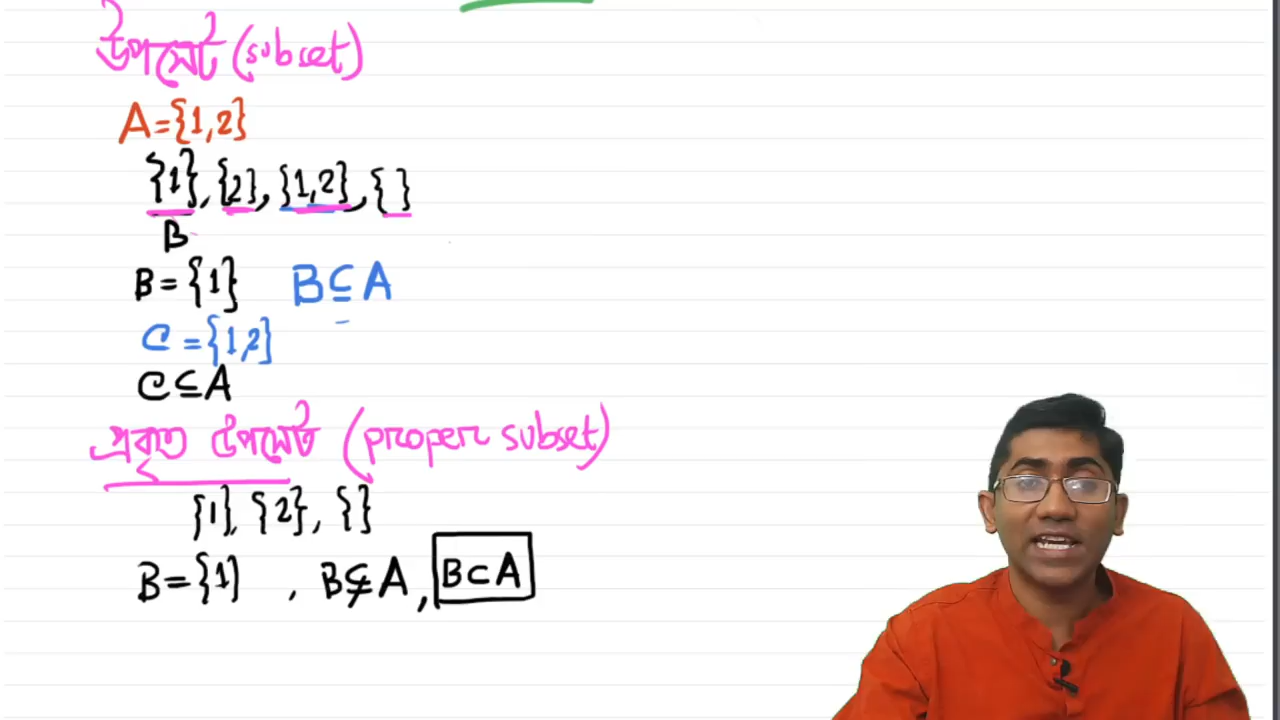 উপসেট (subset)
A={1,2}
{1}, {2}, {1,2}, { }
B
B={1} B⊆A
C={1,2}
C⊆A
প্রকৃত উপসেট (proper subset)
{1}, {2}, {}
B={1} , B⊊A, B⊂A